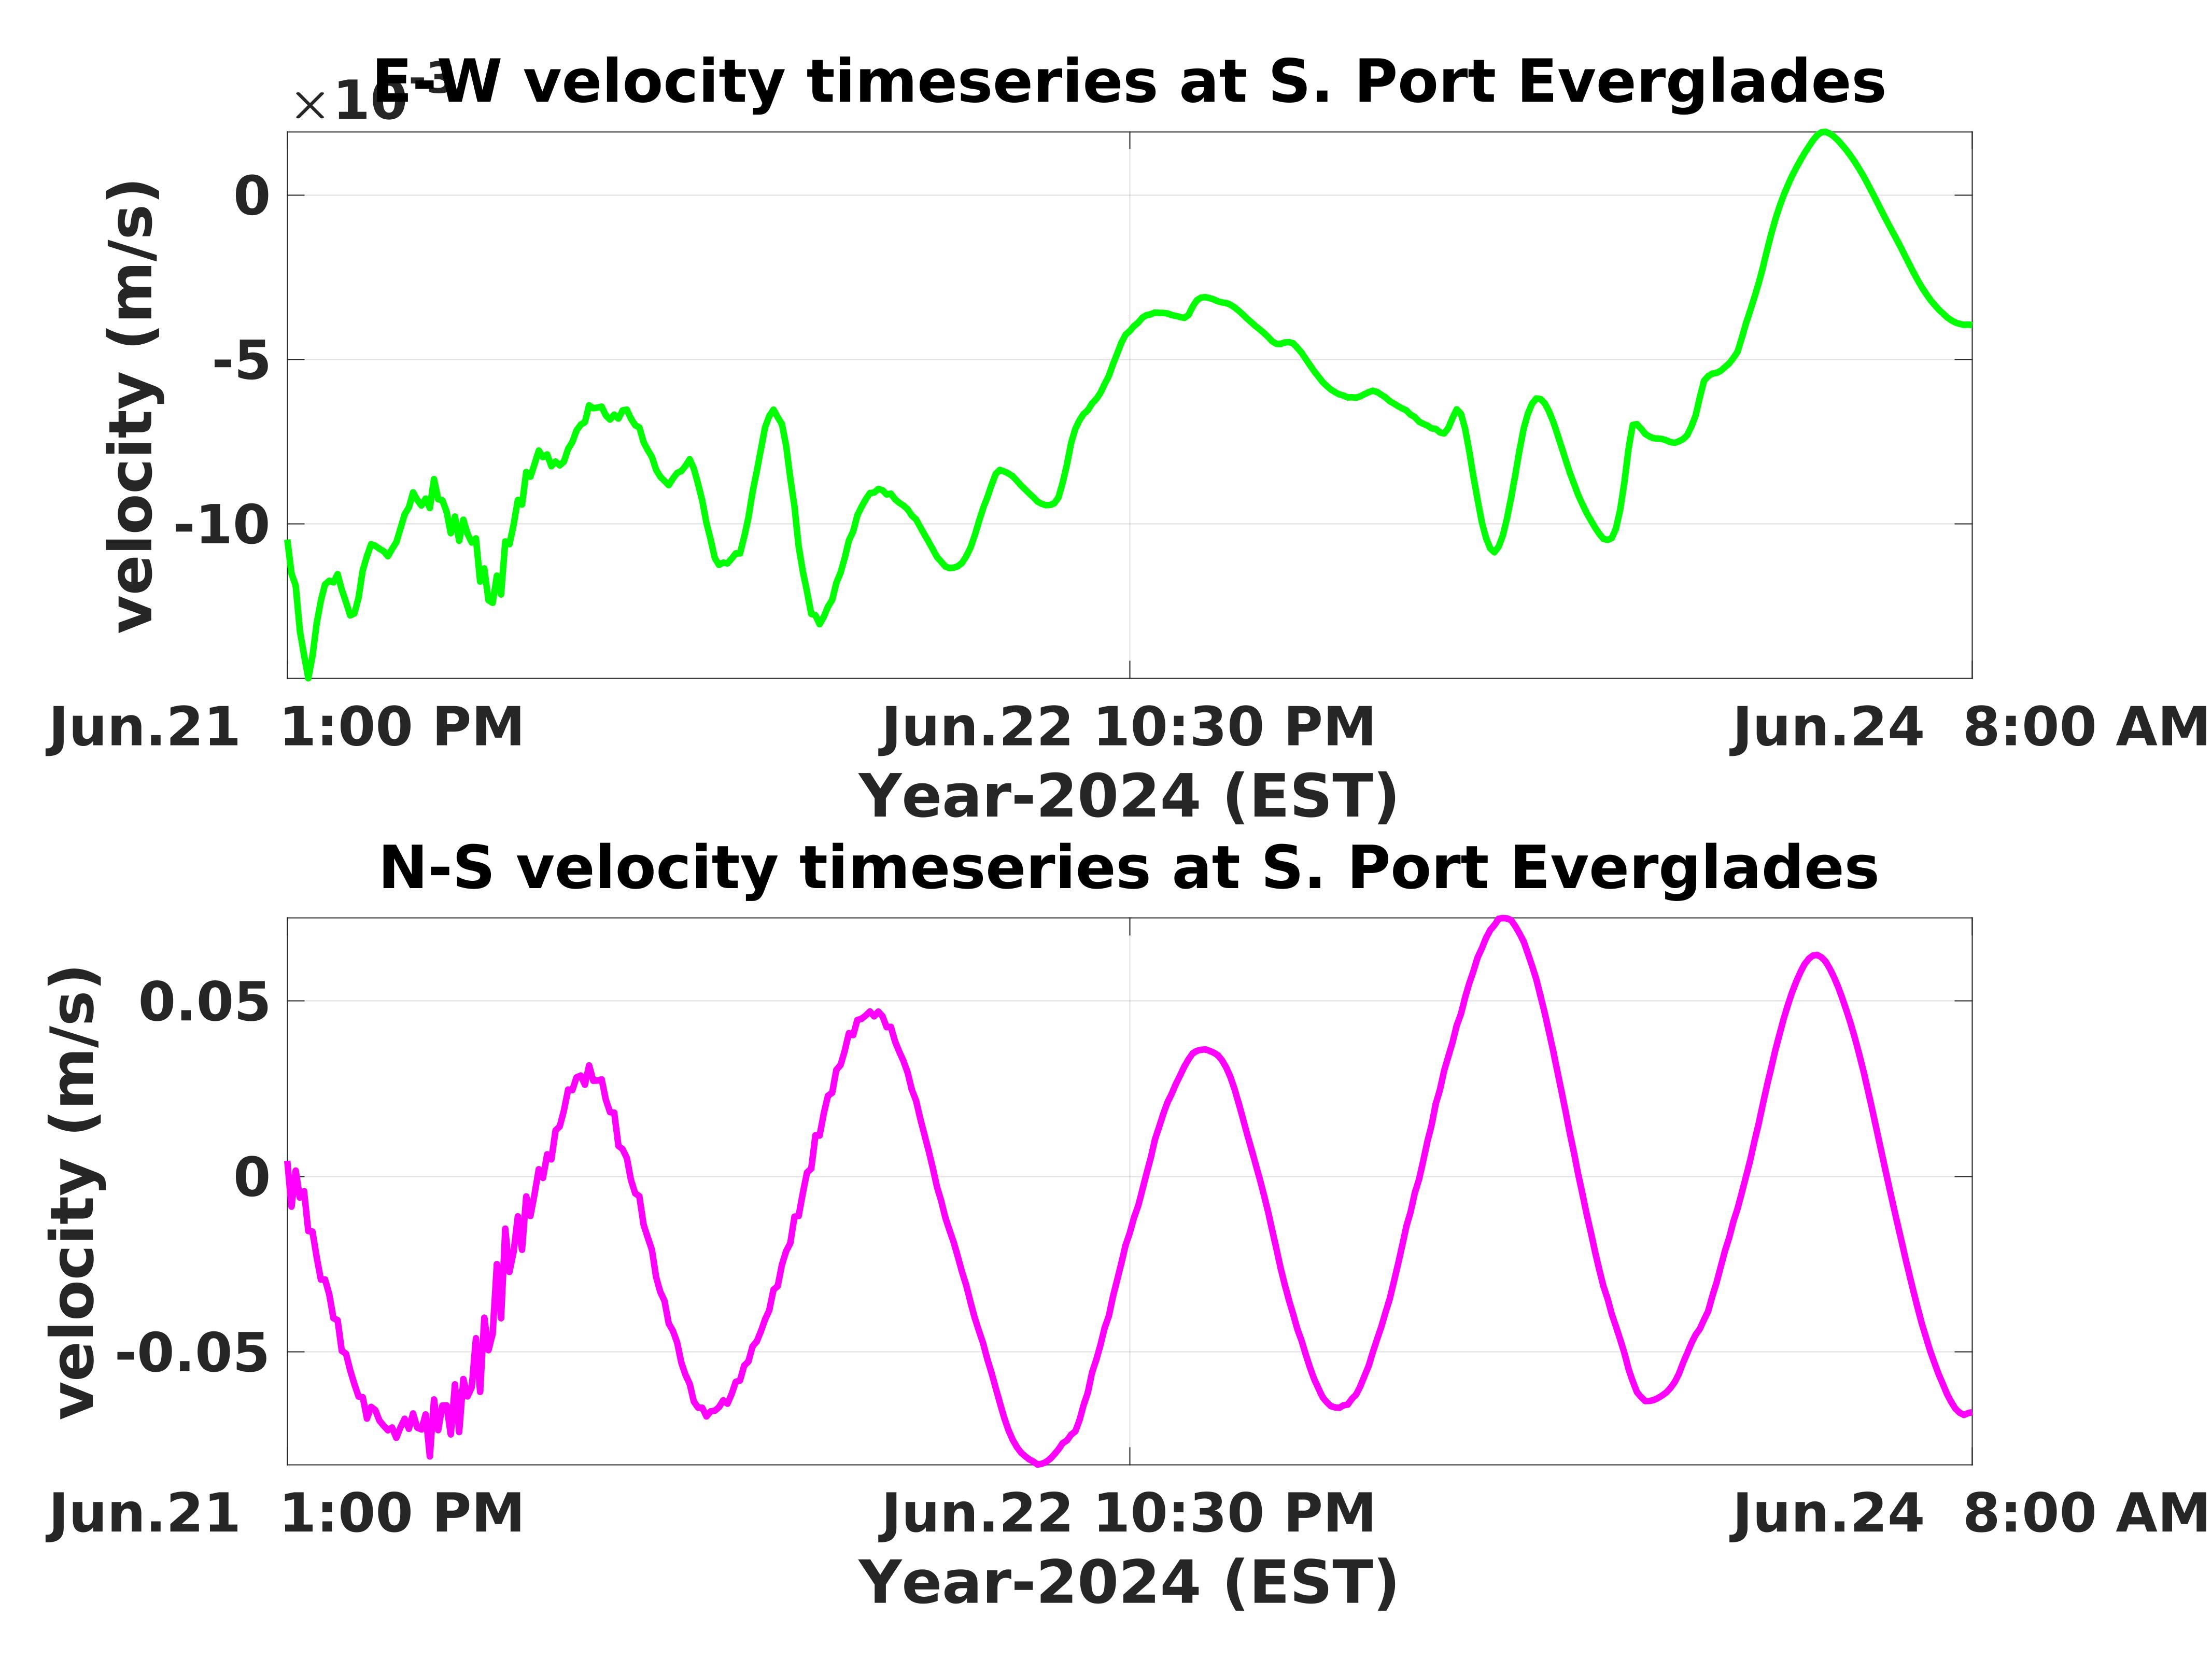 E-W velocity timeseries at S. Port Everglades
×10-3
0
-5
-10
velocity (m/s)
Jun.21  1:00 PM Jun.22 10:30 PM Jun.24  8:00 AM
Year-2024 (EST)
N-S velocity timeseries at S. Port Everglades
0.05
0
-0.05
velocity (m/s)
Jun.21  1:00 PM Jun.22 10:30 PM Jun.24  8:00 AM
Year-2024 (EST)